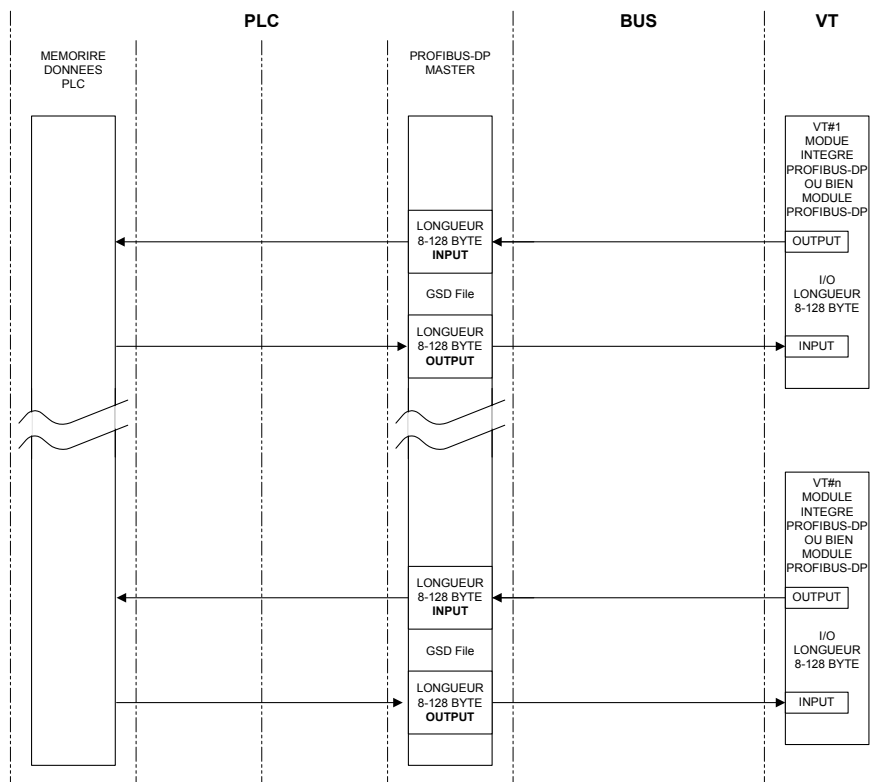 PLC
BUS
VT
MEMORIRE
DONNEES
PLC
PROFIBUS-DP
MASTER
VT#1
MODUE
INTEGRE
PROFIBUS-DP
OU BIEN
MODULE
PROFIBUS-DP
LONGUEUR
8-128 BYTE
INPUT
OUTPUT
GSD File
I/O
LONGUEUR
8-128 BYTE
LONGUEUR
8-128 BYTE
OUTPUT
INPUT
VT#n
MODULE
INTEGRE
PROFIBUS-DP
OU BIEN
MODULE
PROFIBUS-DP
LONGUEUR
8-128 BYTE
INPUT
OUTPUT
GSD File
I/O
LONGUEUR
8-128 BYTE
LONGUEUR
8-128 BYTE
OUTPUT
INPUT